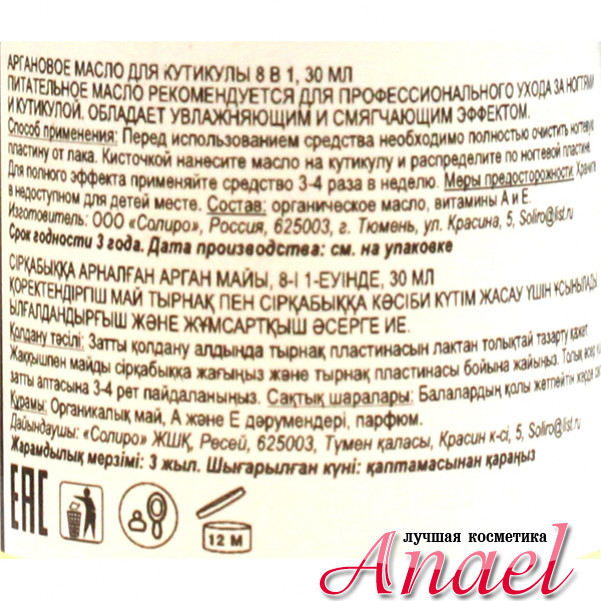 АРГАНОВОЕ МАСЛО ДЛЯ КУТИКУЛЫ 8 В 1, 30 МЛ
ПИТАТЕЛЬНОЕ МАСЛО РЕКОМЕНДУЕТСЯ ДЛЯ ПРОФЕССИОНАЛЬНОГО УХОДА ЗА НОГТЯМИ
И КУТИКУЛОЙ. ОБЛАДАЕТ УВЛАЖНЯЮЩИМ И СМЯГЧАЮЩИМ ЭФФЕКТОМ.
Способ применения: Перед использованием средства необходимо полностью очистить ногтевую
пластину от лака. Кисточкой нанесите масло на кутикулу и распределите по ногтевой пластине.
Для полного эффекта применяйте средство 3-4 раза в неделю. Меры предосторожности: Хранить
в недоступном для детей месте. Состав: органическое масло, витамины А и Е.
Изготовитель: ООО «Солиро», Россия, 625003, г. Тюмень, ул. Красина, 5, Soliro@list.ru
Срок годности 3 года. Дата производства: см. на упаковке
СІРҚАБЫҚҚА АРНАЛҒАН АРГАН МАЙЫ, 8-І 1-ЕУІНДЕ, 30 МЛ
ҚОРЕКТЕНДІРГІШ МАЙ ТЫРНАҚ ПЕН СІРҚАБЫҚҚА КӘСІБИ КҮТІМ ЖАСАУ ҮШІН ҰСЫНЫЛАДЫ
ЫЛҒАЛДАНДЫРҒЫШ ЖӘНЕ ЖҰМСАРТҚЫШ ӘСЕРГЕ ИЕ.
Қолдану тәсілі: Затты қолдану алдында тырнақ пластинасын лактан толықтай тазарту қажет
Жаққышпен майды сірқабыққа жағыңыз және тырнақ пластинасы бойына жайыңыз. Толық
затты аптасына 3-4 рет пайдаланыңыз. Сақтық шаралары: Балалардың қолы жетпейтін жерде
Құрамы: Органикалық май, А және Е дәрумендері, парфюм.
Дайындаушы: «Солиро» ЖШҚ, Ресей, 625003, Түмен қаласы, Красин к-сі, 5, Soliro@list.ru
Жарамдылық мерзімі: 3 жыл. Шығарылған күні: қаптамасынан қараңыз
EAC
12 M
лучшая косметика
Anael